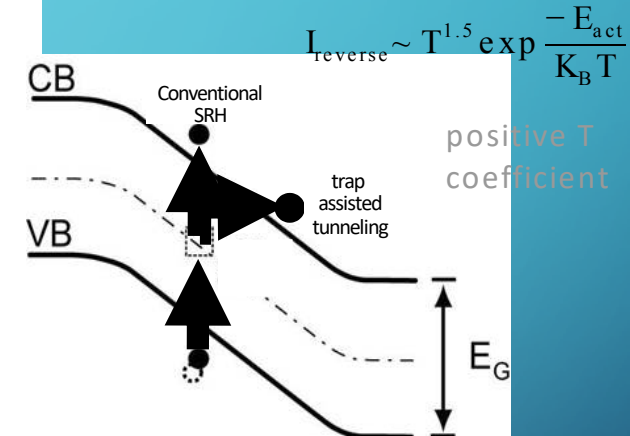 I_reverse ~ T^1.5 exp −E_act / K_B T
CB
Conventional
SRH
positive T
coefficient
trap
assisted
tunneling
VB
E_G